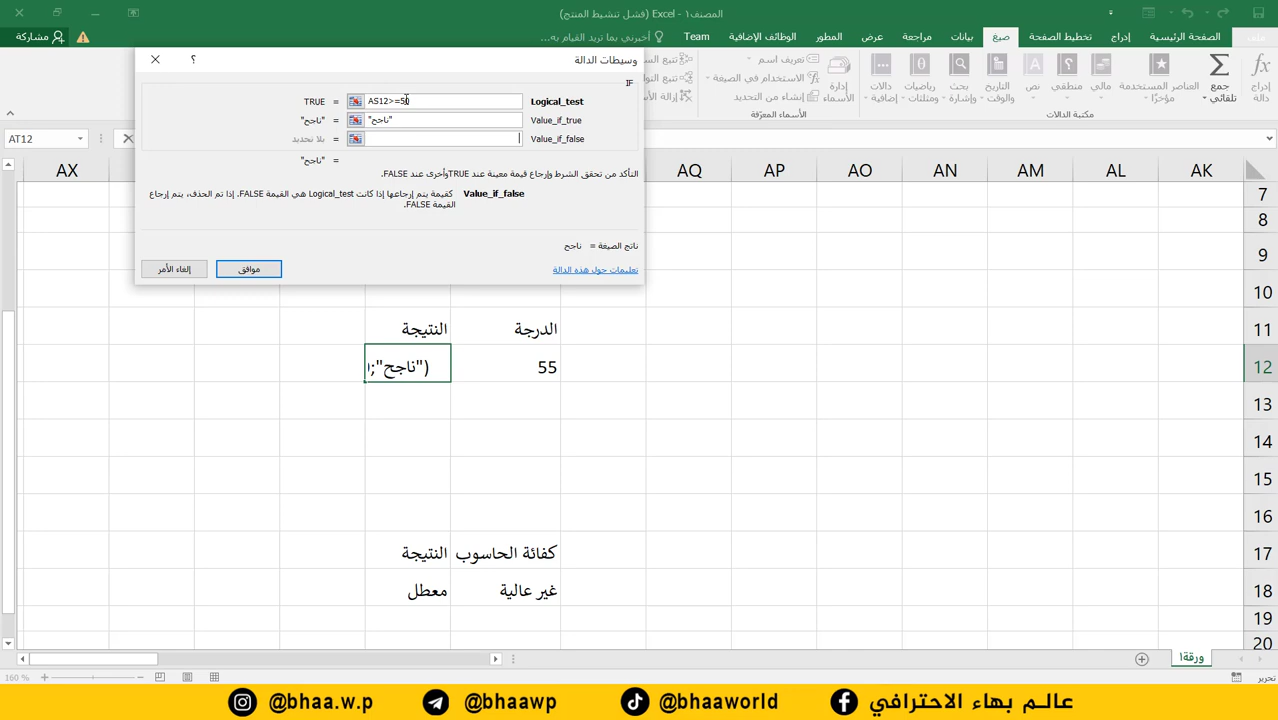 المصنف١ - Excel (فشل تنشيط المنتج)
ملف
الصفحة الرئيسية
صيغ
إدراج
تخطيط الصفحة
بيانات
مراجعة
عرض
المطور
الوظائف الإضافية
Team
أخبرني بما تريد القيام به...
مشاركة
إدراج دالة
جمع تلقائي
المستخدمة مؤخرًا
العناصر
مالي
منطقي
نص
التاريخ والوقت
بحث وإشارة
رياضيات ومثلثات
دالات إضافية
مكتبة الدالات
إدارة الأسماء
تعريف اسم
الاستخدام في الصيغة
إنشاء من التحديد
الأسماء المعرّفة
وسيطات الدالة
؟
IF
Logical_test
AS12>=50
= TRUE
Value_if_true
"ناجح"
= "ناجح"
Value_if_false
= بلا تحديد
= "ناجح"
التأكد من تحقق الشرط وإرجاع قيمة معينة عند TRUE وأخرى عند FALSE.
Value_if_false كقيمة يتم إرجاعها إذا كانت Logical_test هي القيمة FALSE. إذا تم الحذف، يتم إرجاع القيمة FALSE.
ناتج الصيغة = ناجح
تعليمات حول هذه الدالة
موافق
إلغاء الأمر
AT12
AK AL AM AN AO AP AQ AX
7
8
9
10
11
الدرجة النتيجة
12
55 ;"ناجح")
13
14
15
16
17
كفائة الحاسوب النتيجة
18
غير عالية معطل
19
20
ورقة١
تحرير
160 %
@bhaa.w.p
@bhaawp
@bhaaworld
عالـم بهاء الاحترافي